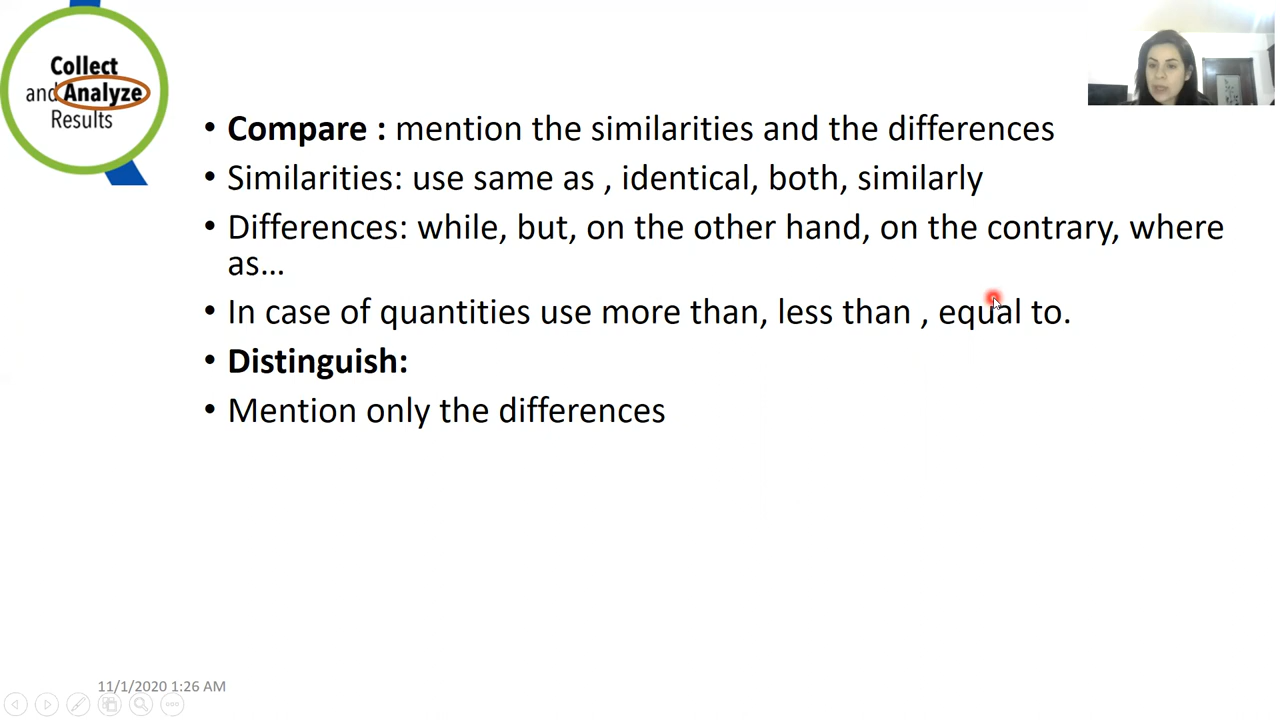 Collect
and Analyze
Results
• Compare : mention the similarities and the differences
• Similarities: use same as , identical, both, similarly
• Differences: while, but, on the other hand, on the contrary, where
as...
• In case of quantities use more than, less than , equal to.
• Distinguish:
• Mention only the differences
11/1/2020 1:26 AM